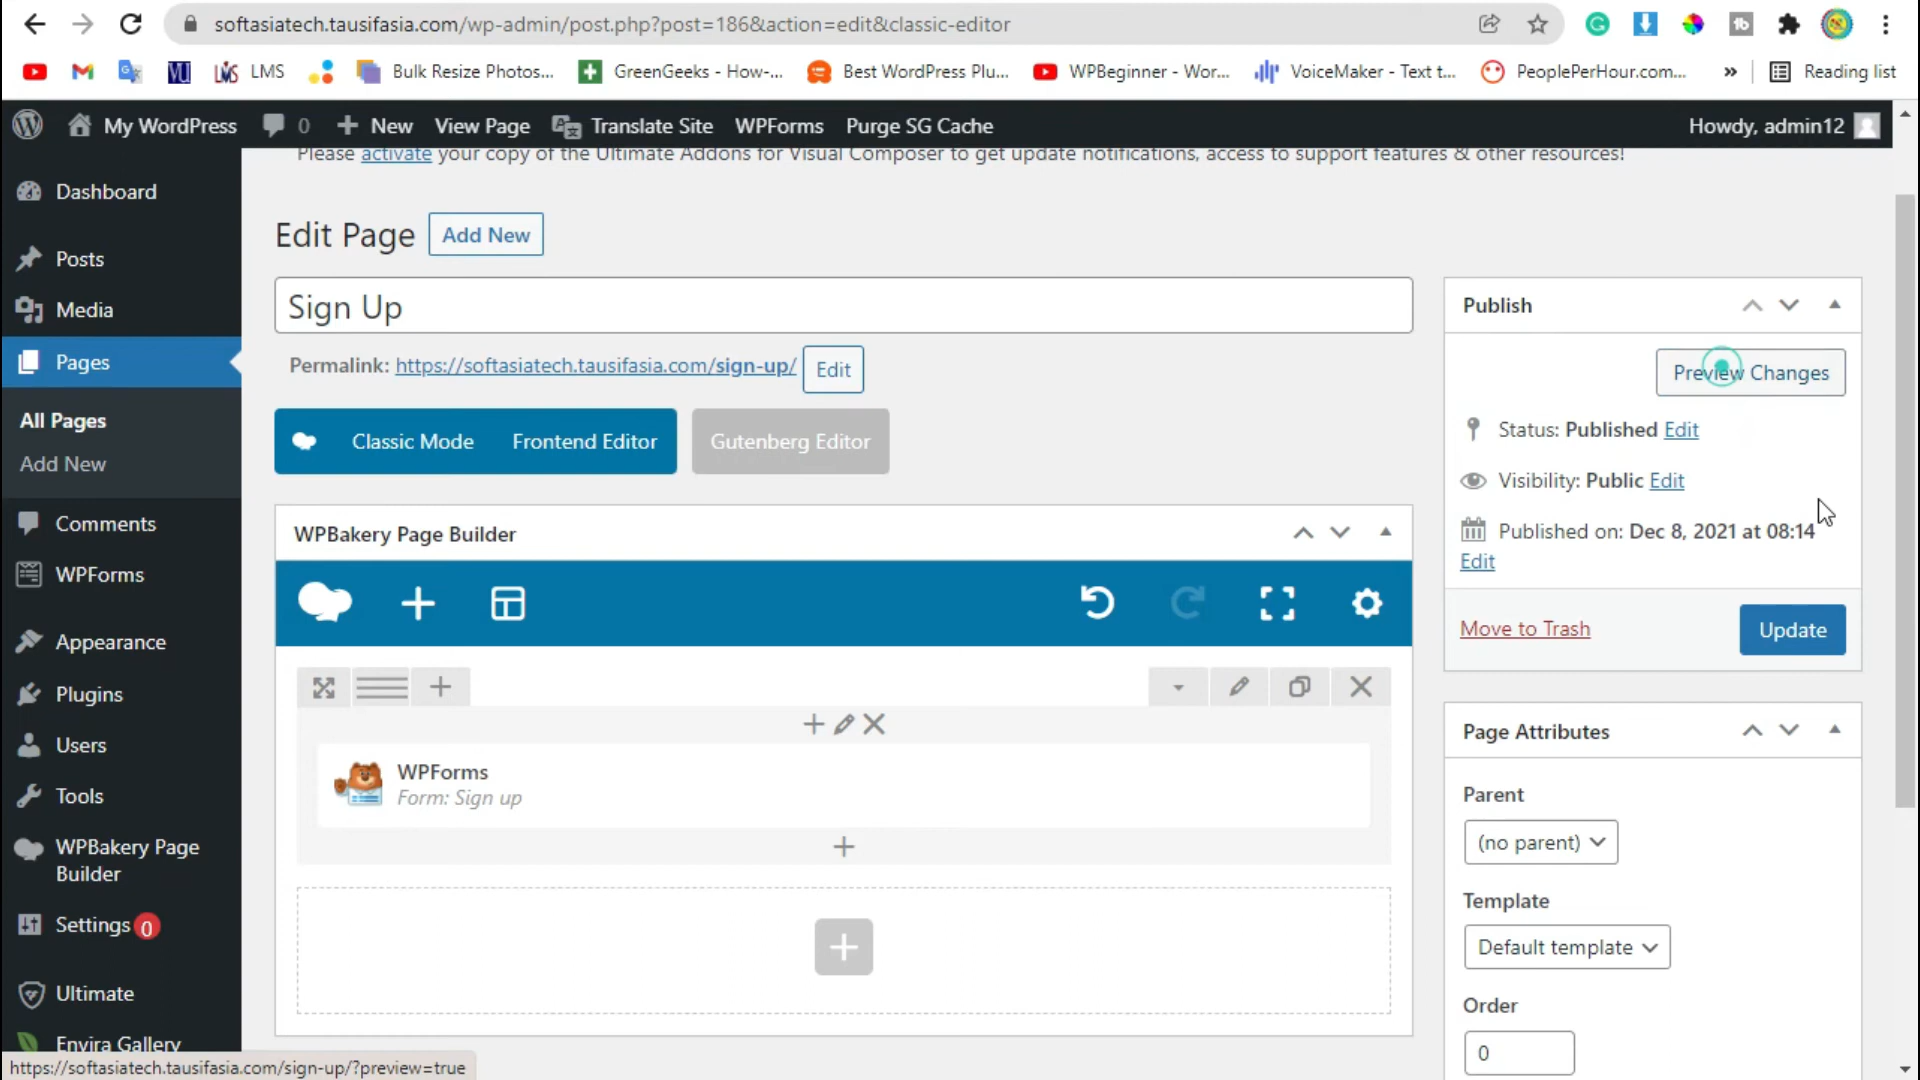 softasiatech.tausifasia.com/wp-admin/post.php?post=186&action=edit&classic-editor
LMS
Bulk Resize Photos...
GreenGeeks - How-...
Best WordPress Plu...
WPBeginner - Wor...
VoiceMaker - Text t...
PeoplePerHour.com...
»
Reading list
My WordPress
0
New
View Page
Translate Site
WPForms
Purge SG Cache
Howdy, admin12
Please activate your copy of the Ultimate Addons for Visual Composer to get update notifications, access to support features & other resources!
Dashboard
Posts
Media
Pages
All Pages
Add New
Comments
WPForms
Appearance
Plugins
Users
Tools
WPBakery Page
Builder
Settings 0
Ultimate
Envira Gallery
Edit Page
Add New
Sign Up
Permalink: https://softasiatech.tausifasia.com/sign-up/ Edit
Classic Mode
Frontend Editor
Gutenberg Editor
WPBakery Page Builder
WPForms
Form: Sign up
Publish
Preview Changes
Status: Published Edit
Visibility: Public Edit
Published on: Dec 8, 2021 at 08:14
Edit
Move to Trash
Update
Page Attributes
Parent
(no parent)
Template
Default template
Order
0
https://softasiatech.tausifasia.com/sign-up/?preview=true